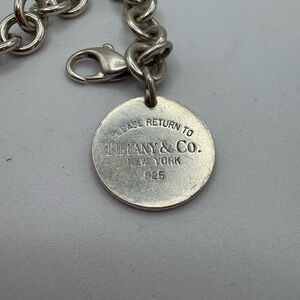 PLEASE RETURN TO
TIFFANY & CO.
NEW YORK
925